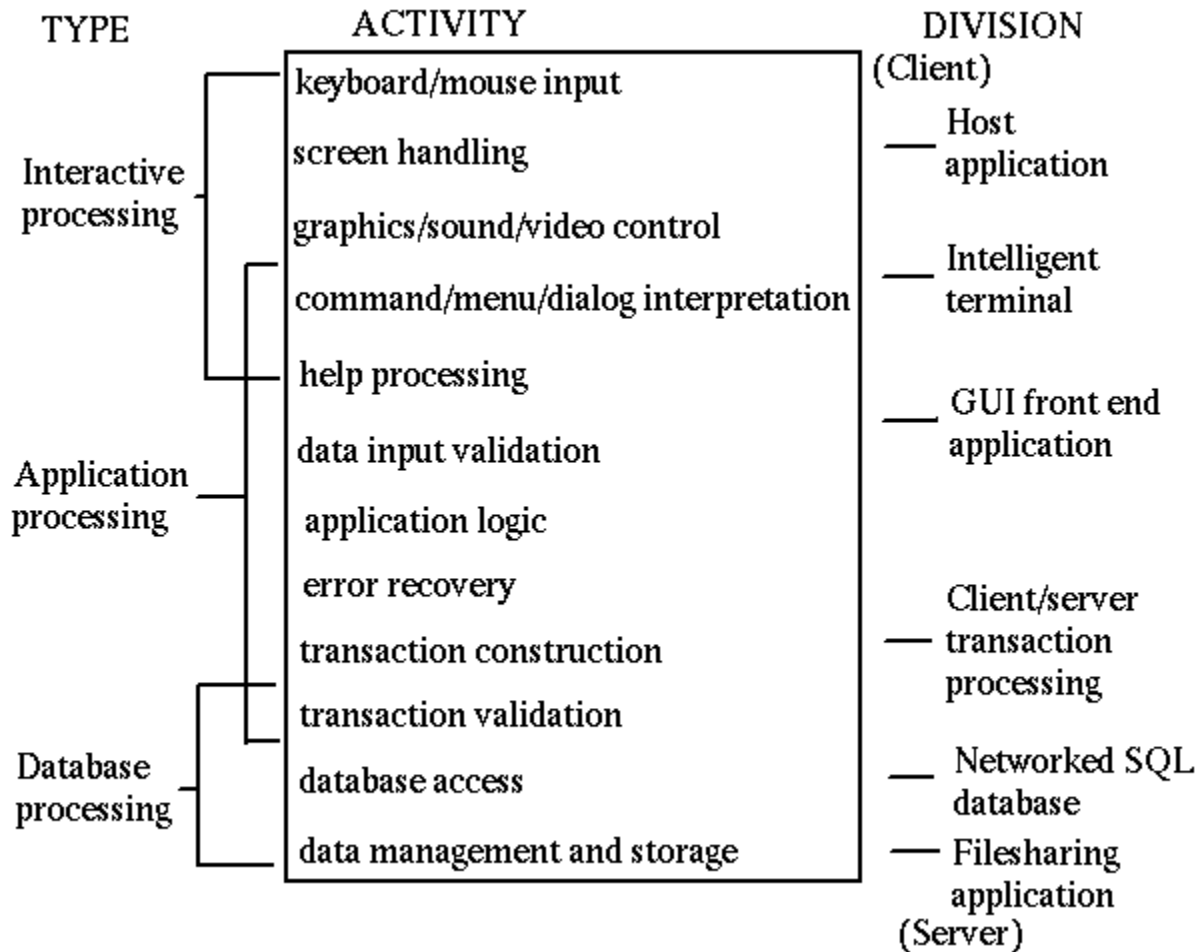 TYPE
ACTIVITY
DIVISION
(Client)
Interactive
processing
Application
processing
Database
processing
keyboard/mouse input
screen handling
graphics/sound/video control
command/menu/dialog interpretation
help processing
data input validation
application logic
error recovery
transaction construction
transaction validation
database access
data management and storage
Host
application
Intelligent
terminal
GUI front end
application
Client/server
transaction
processing
Networked SQL
database
Filesharing
application
(Server)